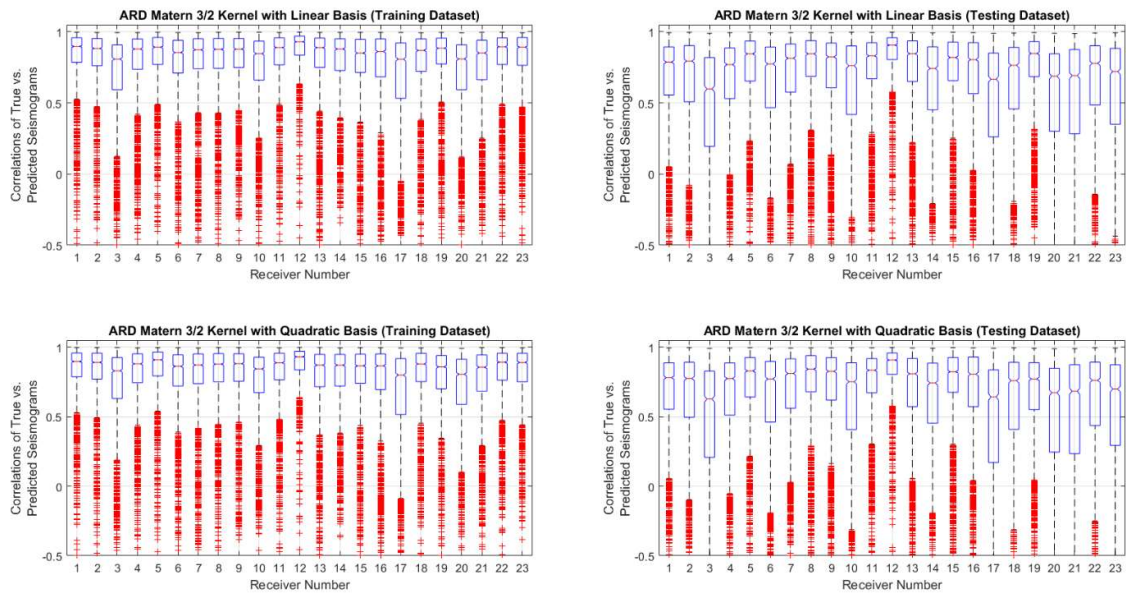 ARD Matern 3/2 Kernel with Linear Basis (Training Dataset)
Correlations of True vs.
Predicted Seismograms
1
0.5
0
-0.5
1 2 3 4 5 6 7 8 9 10 11 12 13 14 15 16 17 18 19 20 21 22 23
Receiver Number
ARD Matern 3/2 Kernel with Linear Basis (Testing Dataset)
Correlations of True vs.
Predicted Seismograms
1
0.5
0
-0.5
1 2 3 4 5 6 7 8 9 10 11 12 13 14 15 16 17 18 19 20 21 22 23
Receiver Number
ARD Matern 3/2 Kernel with Quadratic Basis (Training Dataset)
Correlations of True vs.
Predicted Seismograms
1
0.5
0
-0.5
1 2 3 4 5 6 7 8 9 10 11 12 13 14 15 16 17 18 19 20 21 22 23
Receiver Number
ARD Matern 3/2 Kernel with Quadratic Basis (Testing Dataset)
Correlations of True vs.
Predicted Seismograms
1
0.5
0
-0.5
1 2 3 4 5 6 7 8 9 10 11 12 13 14 15 16 17 18 19 20 21 22 23
Receiver Number